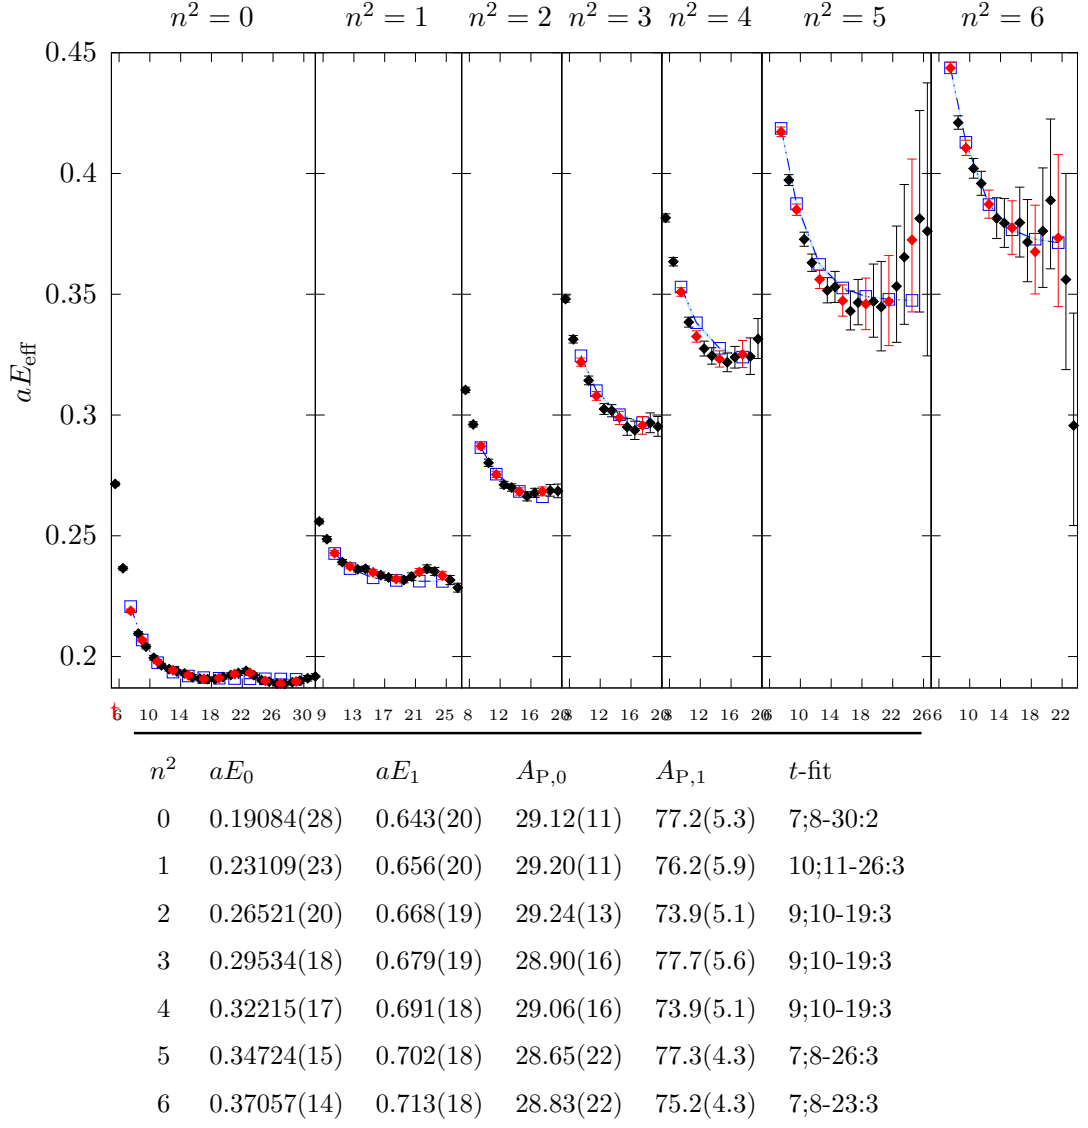 n² = 0 n² = 1 n² = 2 n² = 3 n² = 4 n² = 5 n² = 6
0.45
0.4
0.35
0.3
0.25
0.2
aE_eff
t
6 10 14 18 22 26 30 9 13 17 21 25 8 12 16 20 8 12 16 20 8 12 16 20 6 10 14 18 22 26 6 10 14 18 22
n² aE₀ aE₁ A_P,0 A_P,1 t-fit
0 0.19084(28) 0.643(20) 29.12(11) 77.2(5.3) 7;8-30:2
1 0.23109(23) 0.656(20) 29.20(11) 76.2(5.9) 10;11-26:3
2 0.26521(20) 0.668(19) 29.24(13) 73.9(5.1) 9;10-19:3
3 0.29534(18) 0.679(19) 28.90(16) 77.7(5.6) 9;10-19:3
4 0.32215(17) 0.691(18) 29.06(16) 73.9(5.1) 9;10-19:3
5 0.34724(15) 0.702(18) 28.65(22) 77.3(4.3) 7;8-26:3
6 0.37057(14) 0.713(18) 28.83(22) 75.2(4.3) 7;8-23:3